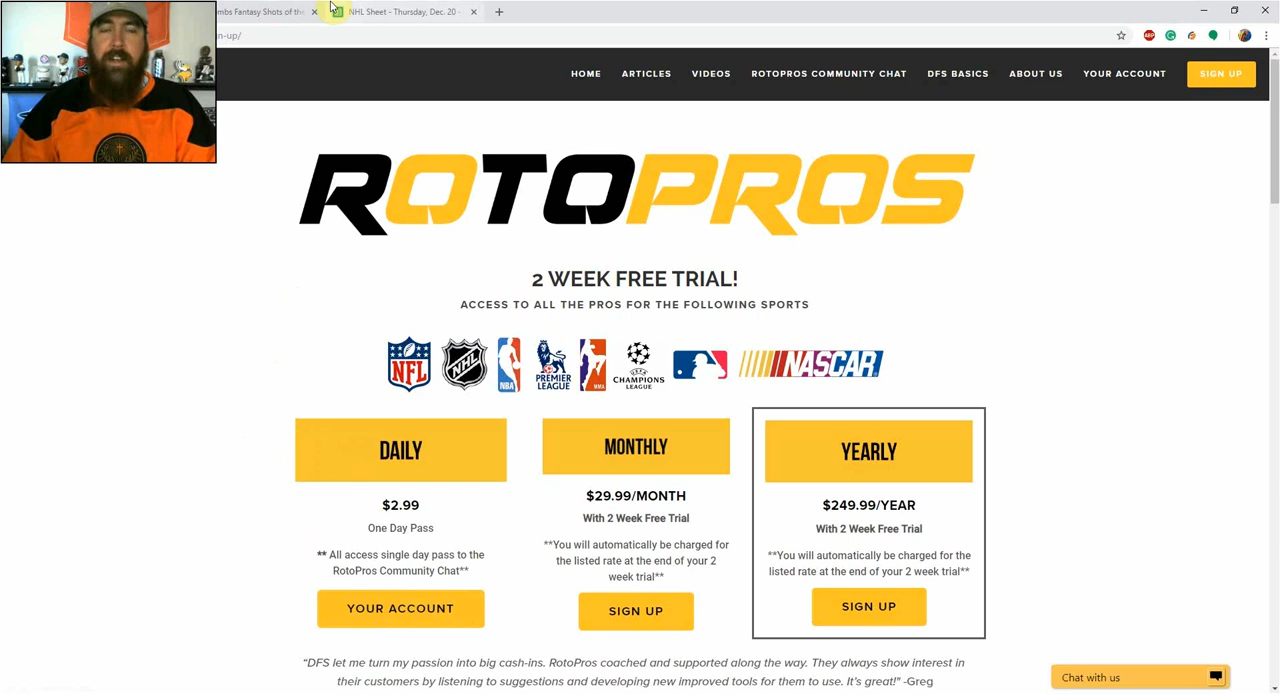 mbs Fantasy Shots of the
NHL Sheet - Thursday, Dec. 20 -
n-up/
ABP
HOME ARTICLES VIDEOS ROTOPROS COMMUNITY CHAT DFS BASICS ABOUT US YOUR ACCOUNT SIGN UP
ROTOPROS
2 WEEK FREE TRIAL!
ACCESS TO ALL THE PROS FOR THE FOLLOWING SPORTS
NFL NHL NBA PREMIER LEAGUE MMA CHAMPIONS LEAGUE NASCAR
DAILY
$2.99
One Day Pass
** All access single day pass to the
RotoPros Community Chat**
YOUR ACCOUNT
MONTHLY
$29.99/MONTH
With 2 Week Free Trial
**You will automatically be charged for
the listed rate at the end of your 2
week trial**
SIGN UP
YEARLY
$249.99/YEAR
With 2 Week Free Trial
**You will automatically be charged for the
listed rate at the end of your 2 week trial**
SIGN UP
“DFS let me turn my passion into big cash-ins. RotoPros coached and supported along the way. They always show interest in
their customers by listening to suggestions and developing new improved tools for them to use. It’s great!" -Greg
Chat with us